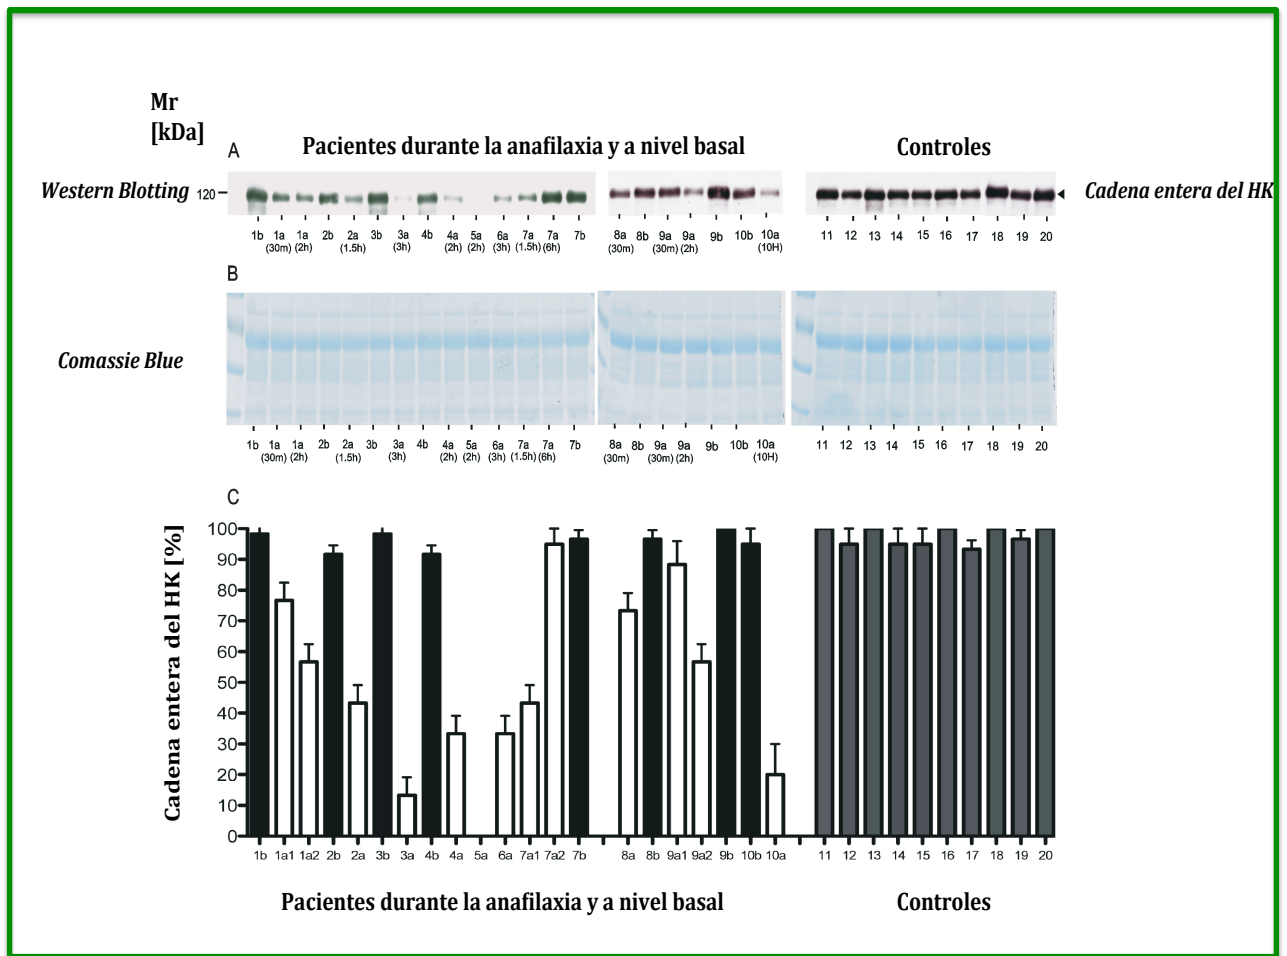 Mr
[kDa]
A
Pacientes durante la anafilaxia y a nivel basal
Controles
Western Blotting
120
Cadena entera del HK
1b 1a 1a 2b 2a 3b 3a 4b 4a 5a 6a 7a 7a 7b 8a 8b 9a 9a 9b 10b 10a 11 12 13 14 15 16 17 18 19 20
(30m) (2h) (1.5h) (3h) (2h) (2h) (3h) (1.5h) (6h) (30m) (30m) (2h) (10H)
B
Comassie Blue
1b 1a 1a 2b 2a 3b 3a 4b 4a 5a 6a 7a 7a 7b 8a 8b 9a 9a 9b 10b 10a 11 12 13 14 15 16 17 18 19 20
(30m) (2h) (1.5h) (3h) (2h) (2h) (3h) (1.5h) (6h) (30m) (30m) (2h) (10H)
C
Cadena entera del HK [%]
100
90
80
70
60
50
40
30
20
10
0
1b 1a1 1a2 2b 2a 3b 3a 4b 4a 5a 6a 7a1 7a2 7b 8a 8b 9a1 9a2 9b 10b 10a 11 12 13 14 15 16 17 18 19 20
Pacientes durante la anafilaxia y a nivel basal
Controles